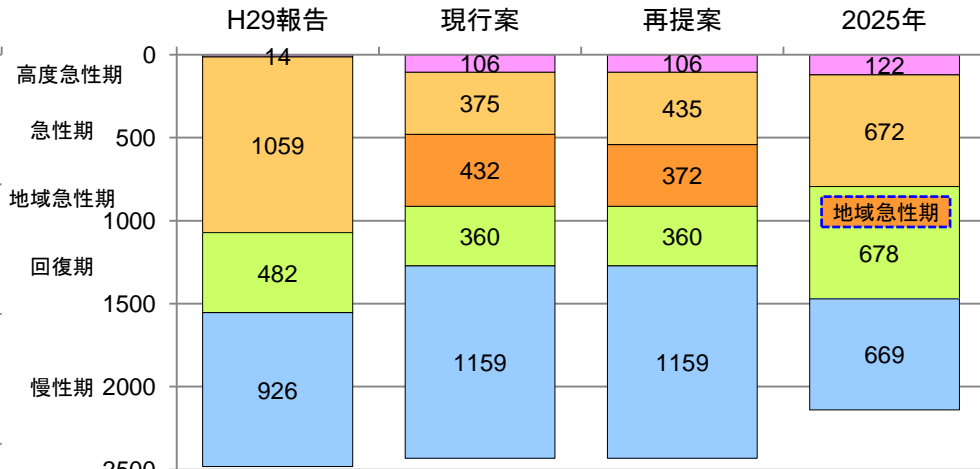 H29報告 現行案 再提案 2025年
0
高度急性期 14 106 106 122
急性期 500 1059 375 435 672
地域急性期 432 372 地域急性期
1000
回復期 482 360 360 678
1500
慢性期 926 1159 1159 669
2000
2500